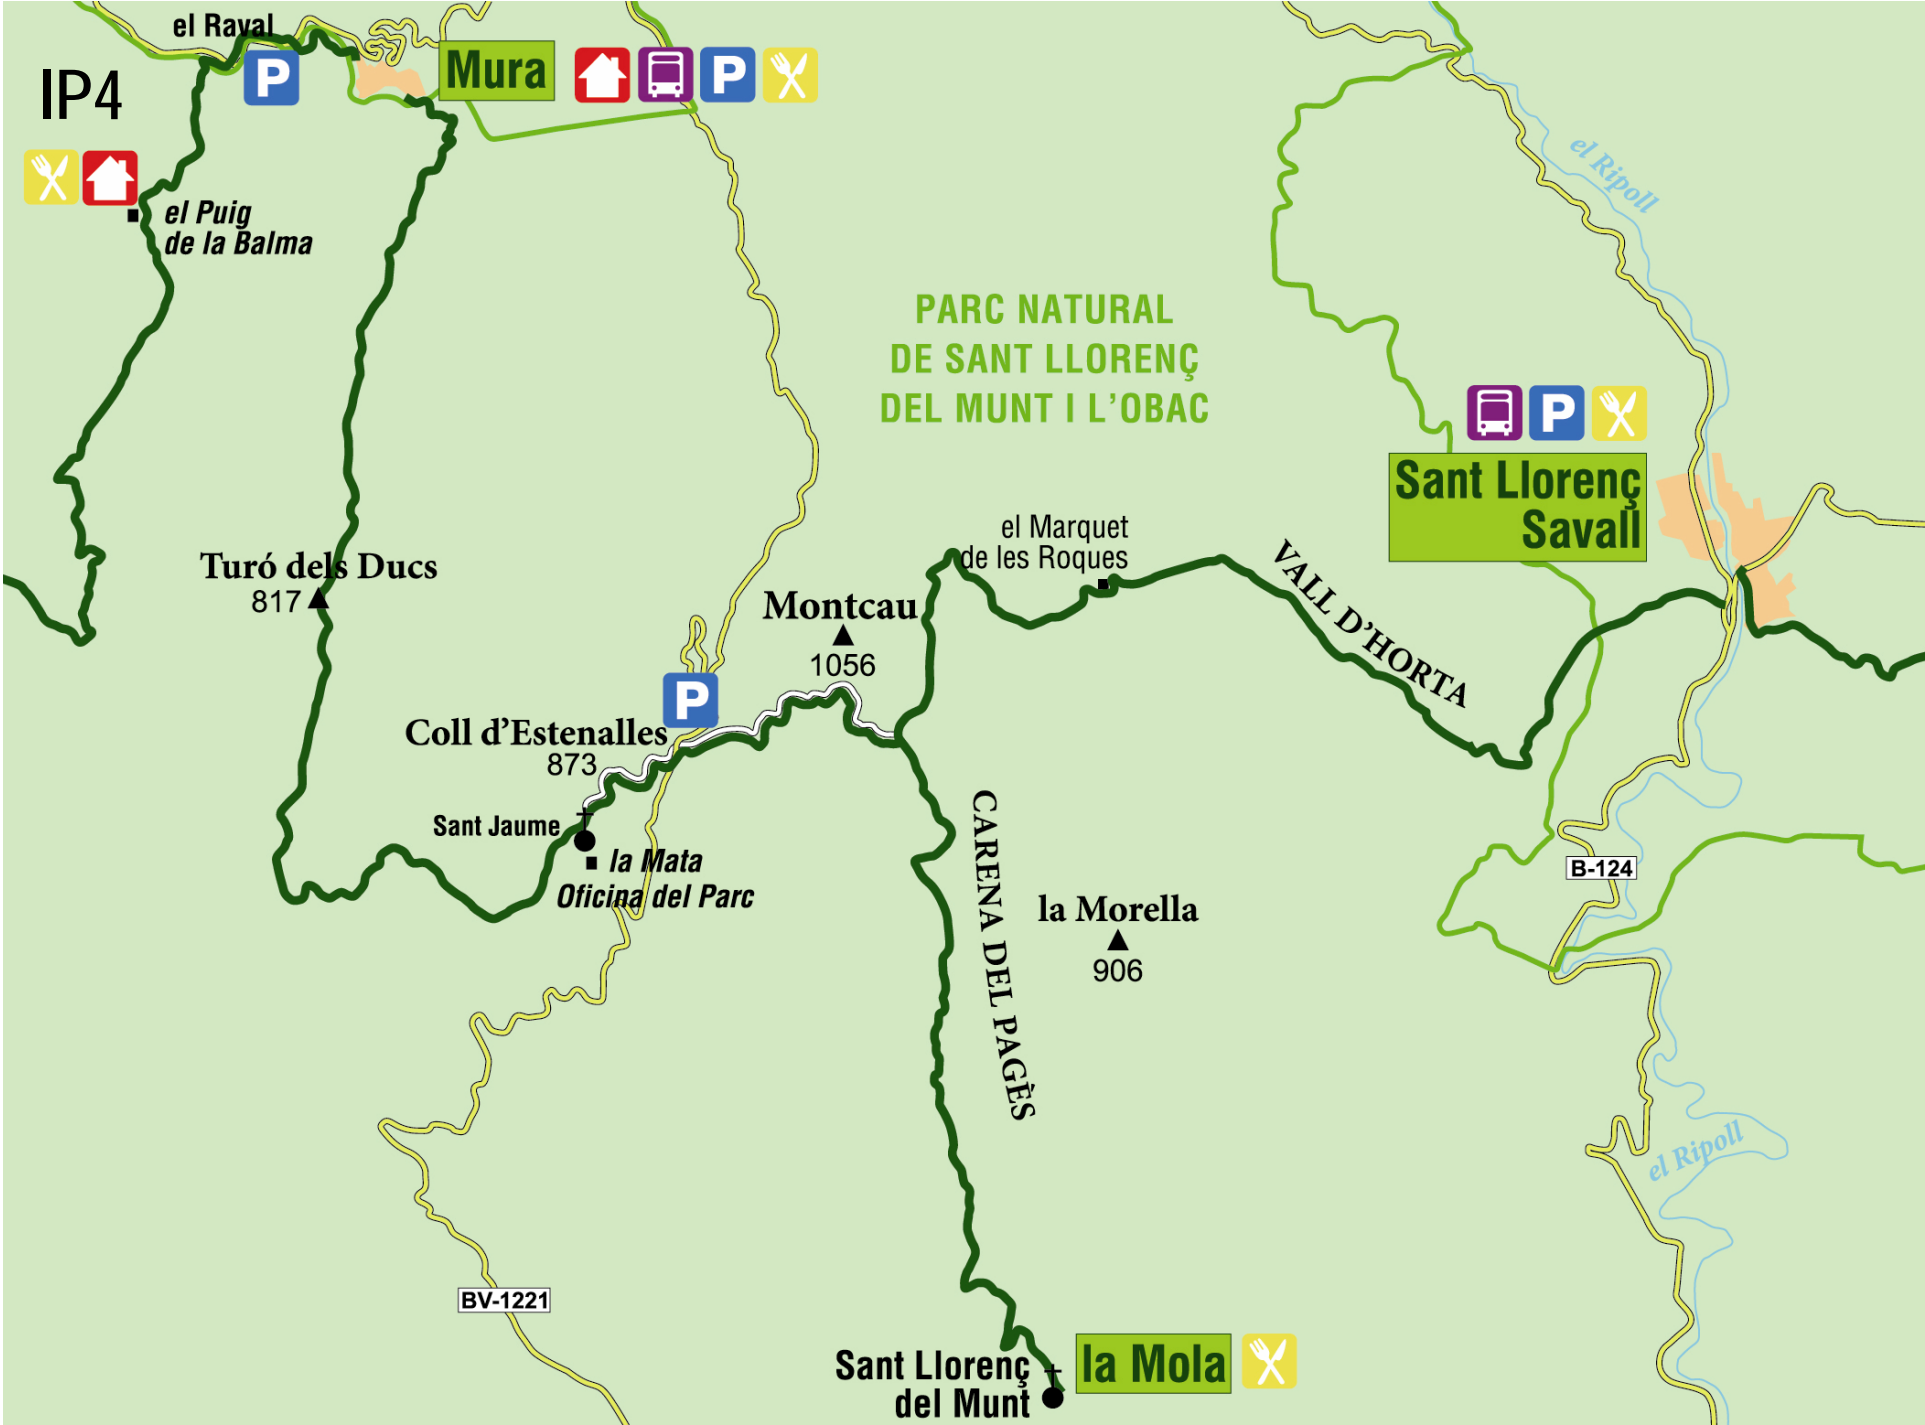 el Raval
IP4
P
Mura
P
el Puig
de la Balma
el Ripoll
PARC NATURAL
DE SANT LLORENÇ
DEL MUNT I L'OBAC
P
Sant Llorenç
Savall
el Marquet
de les Roques
VALL D'HORTA
Turó dels Ducs
817
Montcau
1056
P
Coll d'Estenalles
873
Sant Jaume
la Mata
Oficina del Parc
CARENA DEL PAGÈS
la Morella
906
B-124
el Ripoll
BV-1221
Sant Llorenç
del Munt
la Mola